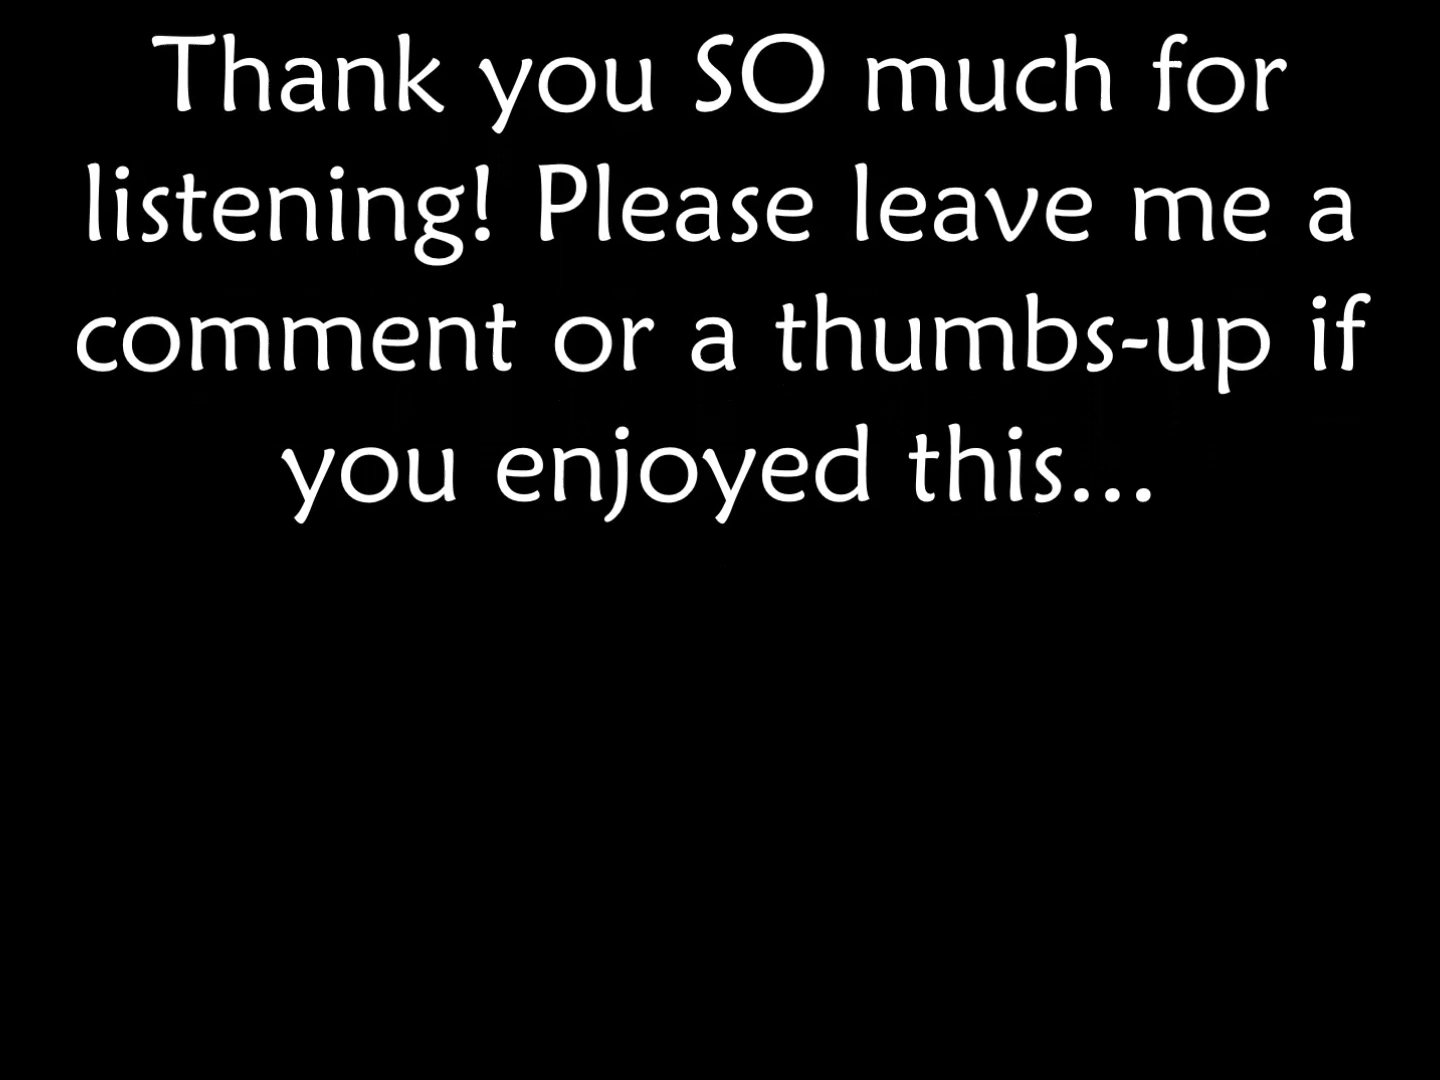 Thank you SO much for
listening! Please leave me a
comment or a thumbs-up if
you enjoyed this...